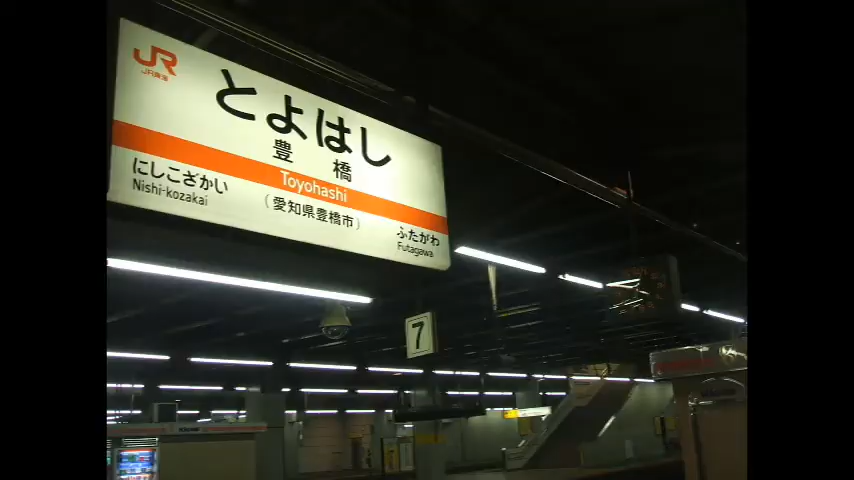 JR
JR東海
とよはし
豊橋
Toyohashi
にしこざかい
Nishi-kozakai
(愛知県豊橋市)
ふたがわ
Futagawa
7